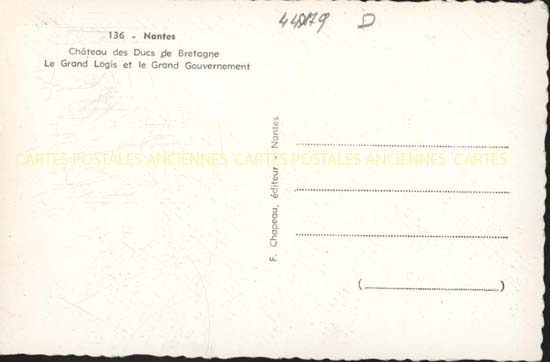 136 - Nantes
Château des Ducs de Bretagne
Le Grand Logis et le Grand Gouvernement
D
F. Chapeau, éditeur Nantes
CARTES POSTALES ANCIENNES CARTES POSTALES ANCIENNES CARTES
(                    )